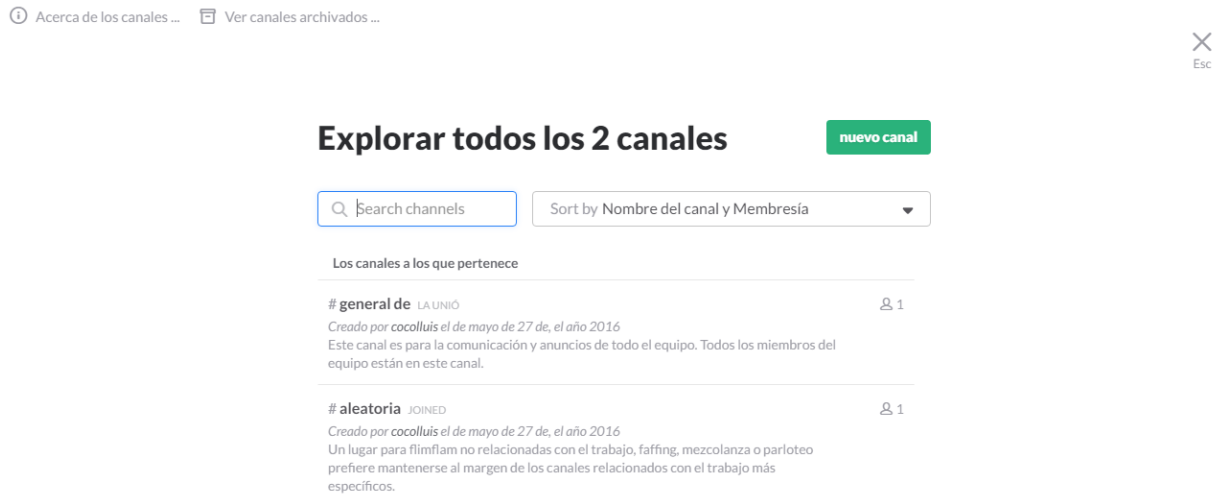 Acerca de los canales ... Ver canales archivados ...
Esc
Explorar todos los 2 canales nuevo canal
Search channels Sort by Nombre del canal y Membresía
Los canales a los que pertenece
# general de LA UNIÓ 1
Creado por cocolluis el de mayo de 27 de, el año 2016
Este canal es para la comunicación y anuncios de todo el equipo. Todos los miembros del
equipo están en este canal.
# aleatoria JOINED 1
Creado por cocolluis el de mayo de 27 de, el año 2016
Un lugar para flimflam no relacionadas con el trabajo, faffing, mezcolanza o parloteo
prefiere mantenerse al margen de los canales relacionados con el trabajo más
específicos.